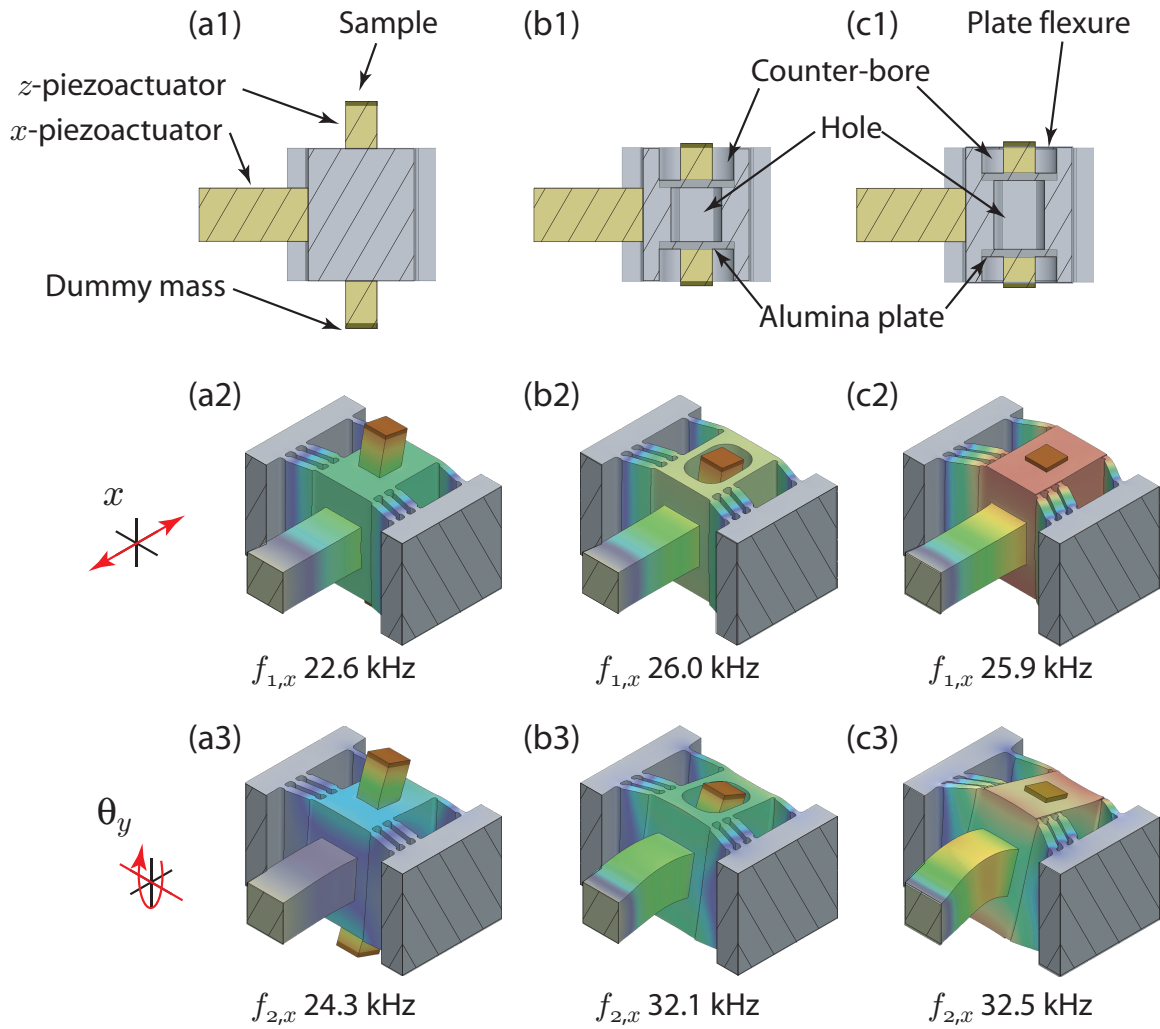 (a1)
Sample
(b1)
(c1)
Plate flexure
z-piezoactuator
Counter-bore
x-piezoactuator
Hole
Dummy mass
Alumina plate
(a2)
(b2)
(c2)
x
f1,x 22.6 kHz
f1,x 26.0 kHz
f1,x 25.9 kHz
(a3)
(b3)
(c3)
θy
f2,x 24.3 kHz
f2,x 32.1 kHz
f2,x 32.5 kHz